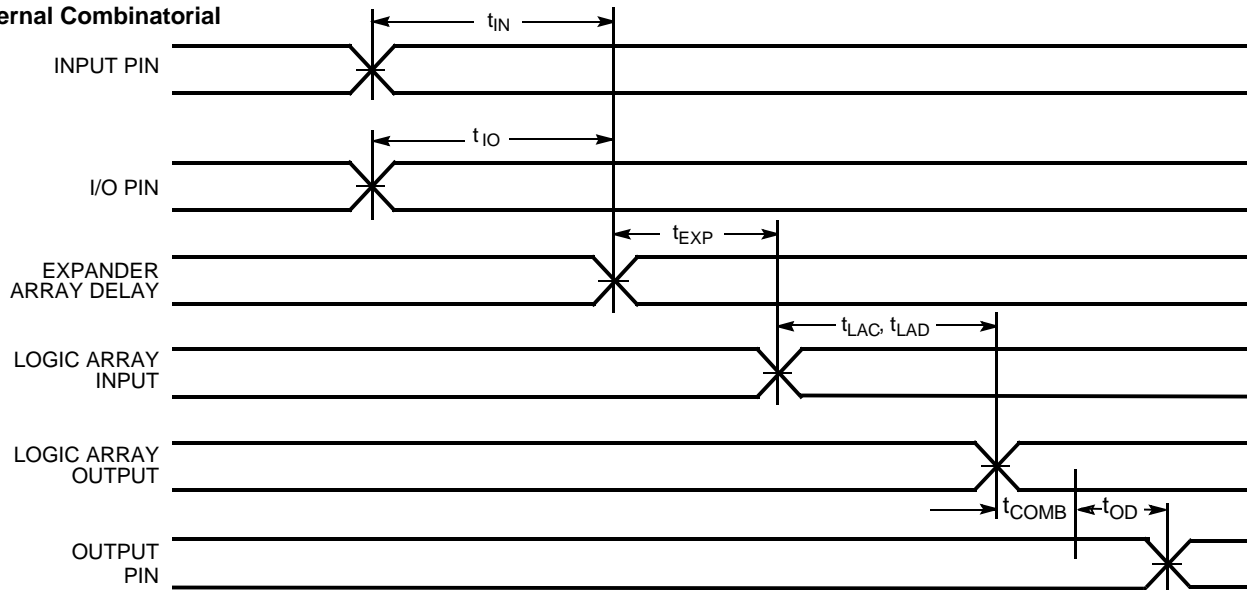 ernal Combinatorial
tIN
INPUT PIN
tIO
I/O PIN
tEXP
EXPANDER
ARRAY DELAY
tLAC, tLAD
LOGIC ARRAY
INPUT
LOGIC ARRAY
OUTPUT
tCOMB
tOD
OUTPUT
PIN